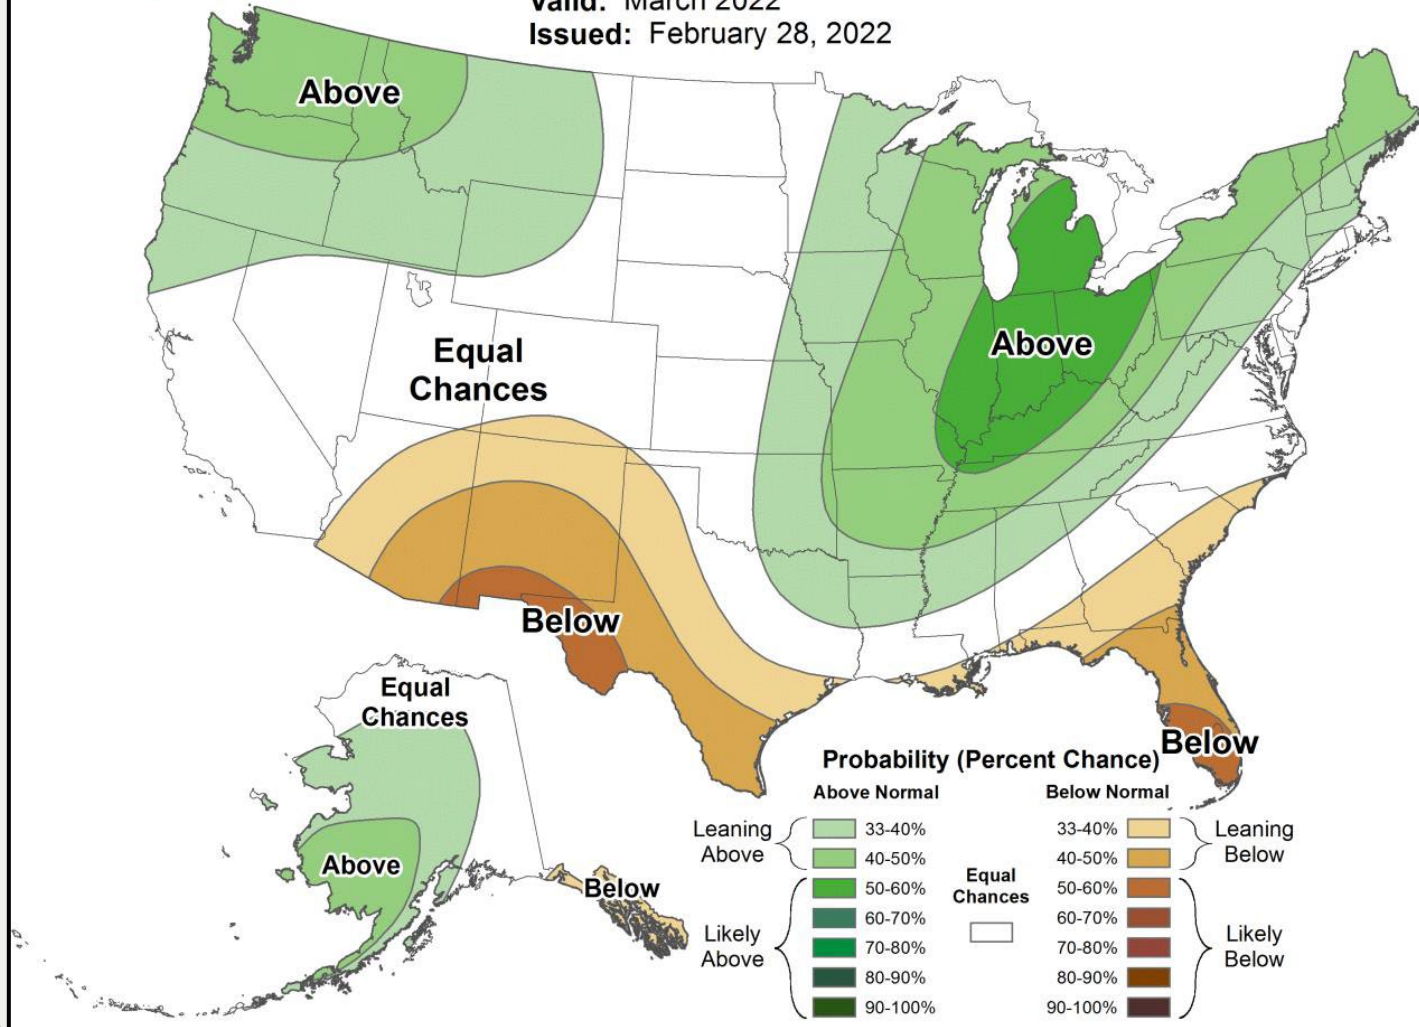 Valid: March 2022
Issued: February 28, 2022
Above
Equal
Chances
Above
Below
Equal
Chances
Above
Below
Below
Probability (Percent Chance)
Above Normal
Below Normal
Leaning
Above
33-40%
40-50%
Likely
Above
50-60%
60-70%
70-80%
80-90%
90-100%
Equal
Chances
33-40%
40-50%
Leaning
Below
50-60%
60-70%
70-80%
80-90%
90-100%
Likely
Below